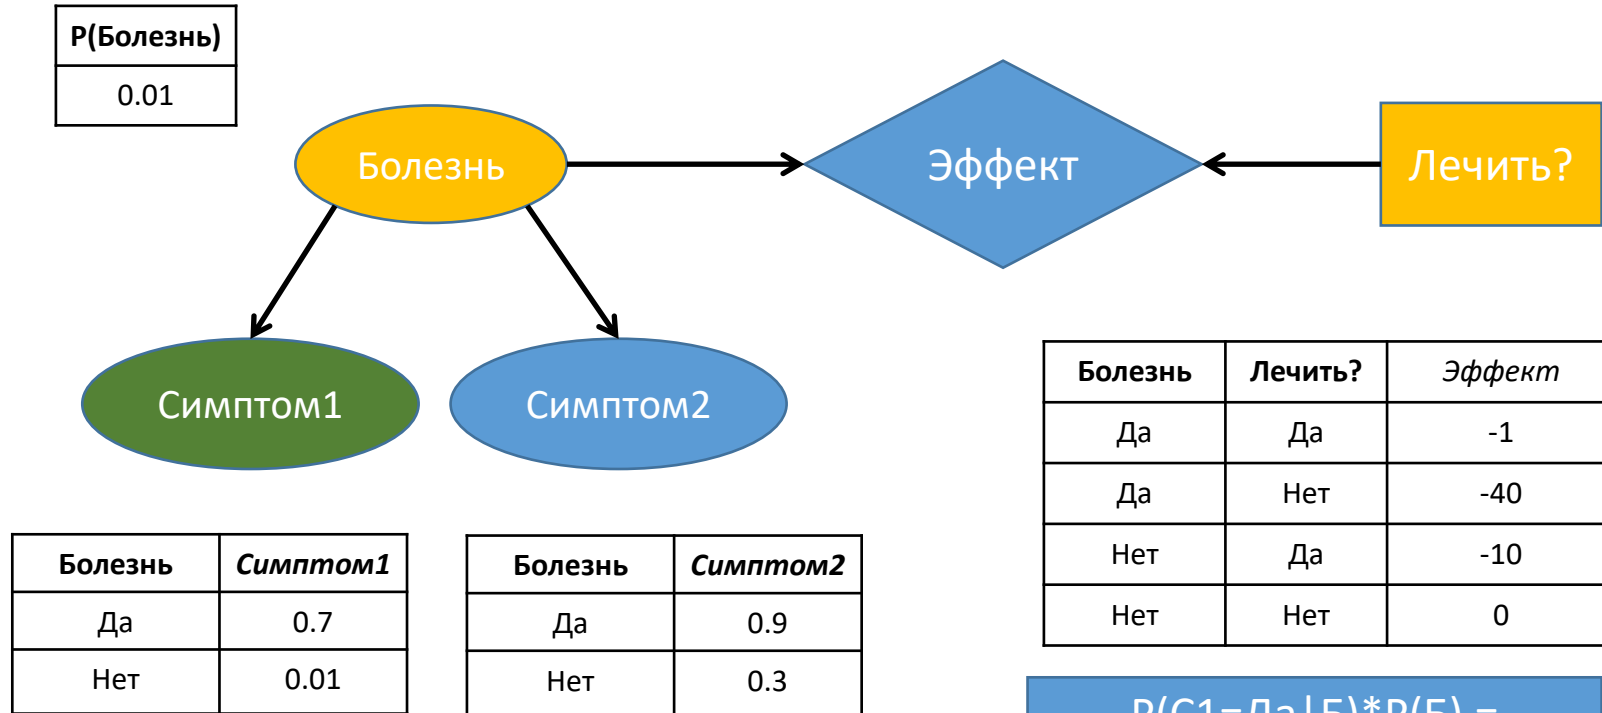 P(Болезнь)
0.01
Болезнь
Эффект
Лечить?
Симптом1
Симптом2
Болезнь Лечить? Эффект
Да Да -1
Да Нет -40
Нет Да -10
Нет Нет 0
Болезнь Симптом1
Да 0.7
Нет 0.01
Болезнь Симптом2
Да 0.9
Нет 0.3
P(C1=Да|Б)*P(Б) =